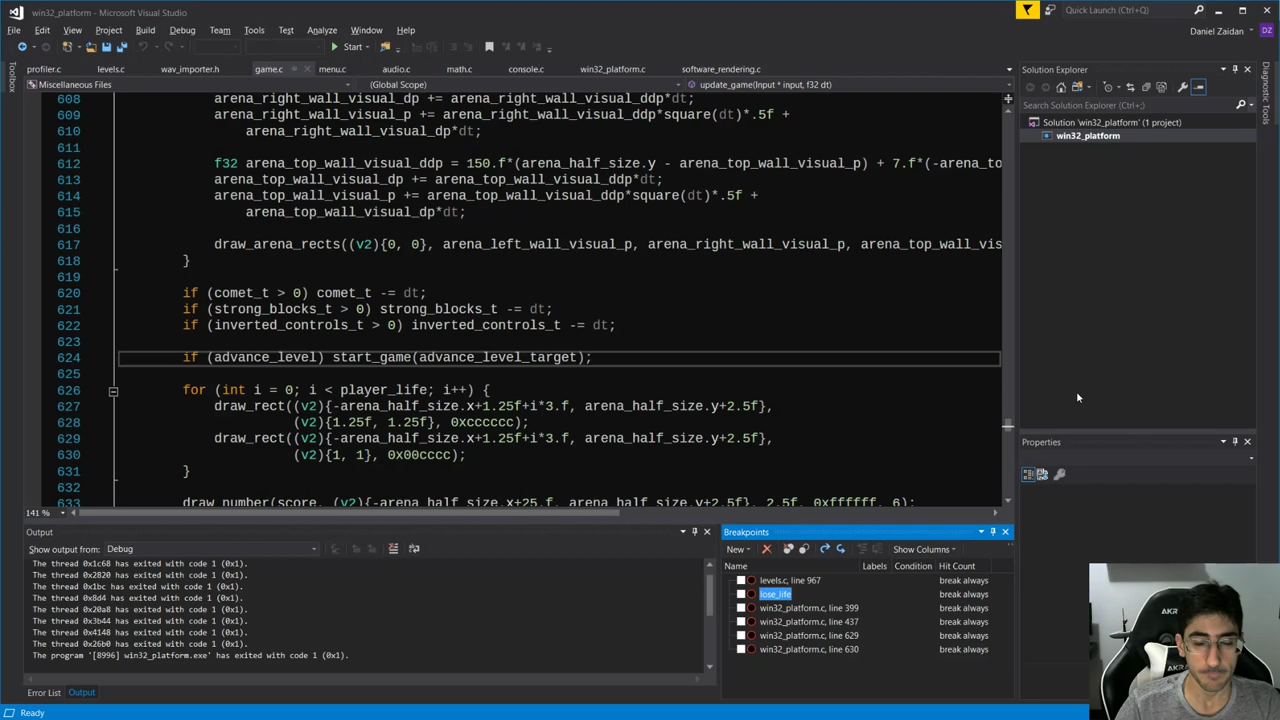 win32_platform - Microsoft Visual Studio
Quick Launch (Ctrl+Q)
File Edit View Project Build Debug Team Tools Test Analyze Window Help
Daniel Zaidan DZ
Start
Toolbox
profiler.c levels.c wav_importer.h game.c menu.c audio.c math.c console.c win32_platform.c software_rendering.c
Miscellaneous Files (Global Scope) update_game(Input * input, f32 dt)
608 arena_right_wall_visual_dp += arena_right_wall_visual_ddp*dt;
609 arena_right_wall_visual_p += arena_right_wall_visual_ddp*square(dt)*.5f +
610 arena_right_wall_visual_dp*dt;
611
612 f32 arena_top_wall_visual_ddp = 150.f*(arena_half_size.y - arena_top_wall_visual_p) + 7.f*(-arena_to
613 arena_top_wall_visual_dp += arena_top_wall_visual_ddp*dt;
614 arena_top_wall_visual_p += arena_top_wall_visual_ddp*square(dt)*.5f +
615 arena_top_wall_visual_dp*dt;
616
617 draw_arena_rects((v2){0, 0}, arena_left_wall_visual_p, arena_right_wall_visual_p, arena_top_wall_vis
618 }
619
620 if (comet_t > 0) comet_t -= dt;
621 if (strong_blocks_t > 0) strong_blocks_t -= dt;
622 if (inverted_controls_t > 0) inverted_controls_t -= dt;
623
624 if (advance_level) start_game(advance_level_target);
625
626 for (int i = 0; i < player_life; i++) {
627 draw_rect((v2){-arena_half_size.x+1.25f+i*3.f, arena_half_size.y+2.5f},
628 (v2){1.25f, 1.25f}, 0xcccccc);
629 draw_rect((v2){-arena_half_size.x+1.25f+i*3.f, arena_half_size.y+2.5f},
630 (v2){1, 1}, 0x00cccc);
631 }
632
633 draw_number(score, (v2){-arena_half_size.x+25.f, arena_half_size.y+2.5f}, 2.5f, 0xffffff, 6);
141 %
Solution Explorer
Search Solution Explorer (Ctrl+;)
Solution 'win32_platform' (1 project)
win32_platform
Diagnostic Tools
Properties
Output
Show output from: Debug
The thread 0x1c68 has exited with code 1 (0x1).
The thread 0x2820 has exited with code 1 (0x1).
The thread 0x1bc has exited with code 1 (0x1).
The thread 0x8d4 has exited with code 1 (0x1).
The thread 0x20a8 has exited with code 1 (0x1).
The thread 0x3b44 has exited with code 1 (0x1).
The thread 0x4148 has exited with code 1 (0x1).
The thread 0x26b0 has exited with code 1 (0x1).
The program '[8996] win32_platform.exe' has exited with code 1 (0x1).
Error List Output
Breakpoints
New Show Columns
Name Labels Condition Hit Count
levels.c, line 967 break always
lose_life break always
win32_platform.c, line 399 break always
win32_platform.c, line 437 break always
win32_platform.c, line 629 break always
win32_platform.c, line 630 break always
Ready